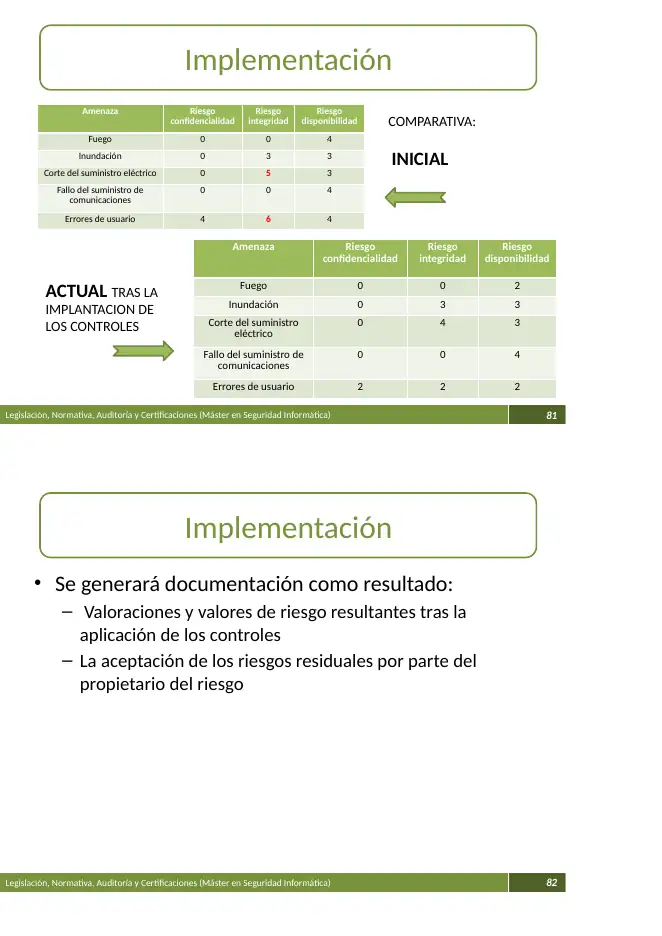 Implementación
Amenaza Riesgo confidencialidad Riesgo integridad Riesgo disponibilidad
Fuego 0 0 4
Inundación 0 3 3
Corte del suministro eléctrico 0 5 3
Fallo del suministro de comunicaciones 0 0 4
Errores de usuario 4 6 4
COMPARATIVA:
INICIAL
ACTUAL TRAS LA
IMPLANTACION DE
LOS CONTROLES
Amenaza Riesgo confidencialidad Riesgo integridad Riesgo disponibilidad
Fuego 0 0 2
Inundación 0 3 3
Corte del suministro eléctrico 0 4 3
Fallo del suministro de comunicaciones 0 0 4
Errores de usuario 2 2 2
Legislación, Normativa, Auditoría y Certificaciones (Máster en Seguridad Informática) 81
Implementación
• Se generará documentación como resultado:
– Valoraciones y valores de riesgo resultantes tras la
aplicación de los controles
– La aceptación de los riesgos residuales por parte del
propietario del riesgo
Legislación, Normativa, Auditoría y Certificaciones (Máster en Seguridad Informática) 82